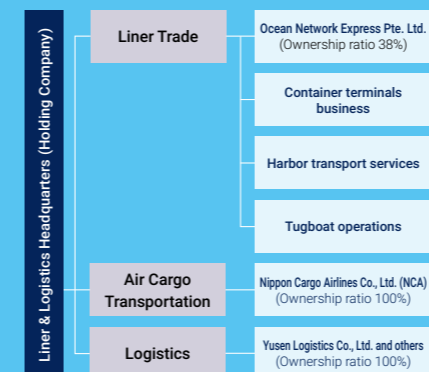 Liner & Logistics Headquarters (Holding Company)
Liner Trade
Ocean Network Express Pte. Ltd.
(Ownership ratio 38%)
Container terminals
business
Harbor transport services
Tugboat operations
Air Cargo
Transportation
Nippon Cargo Airlines Co., Ltd. (NCA)
(Ownership ratio 100%)
Logistics
Yusen Logistics Co., Ltd. and others
(Ownership ratio 100%)